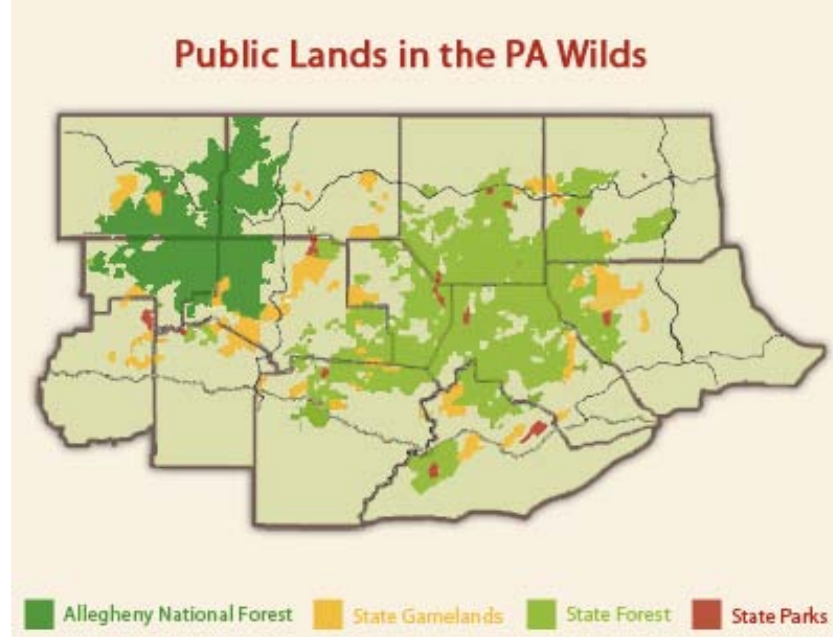 Public Lands in the PA Wilds
Allegheny National Forest
State Gamelands
State Forest
State Parks